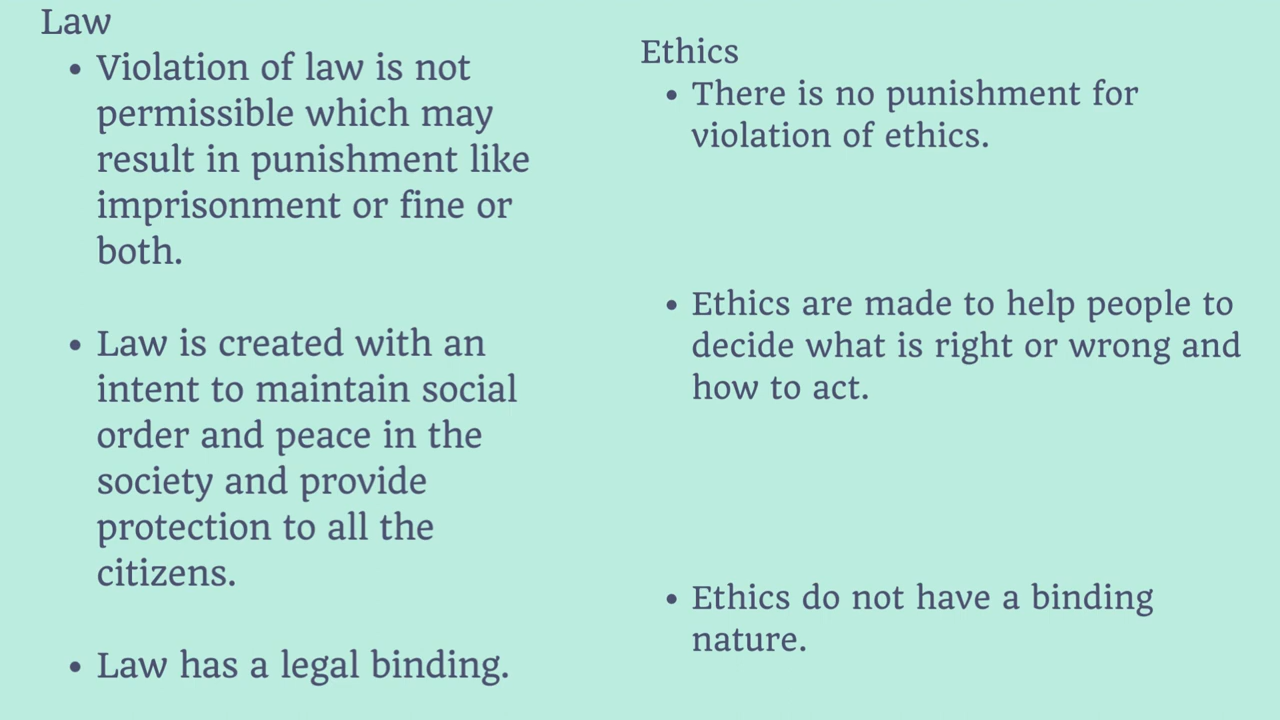 Law
• Violation of law is not
permissible which may
result in punishment like
imprisonment or fine or
both.
• Law is created with an
intent to maintain social
order and peace in the
society and provide
protection to all the
citizens.
• Law has a legal binding.
Ethics
• There is no punishment for
violation of ethics.
• Ethics are made to help people to
decide what is right or wrong and
how to act.
• Ethics do not have a binding
nature.